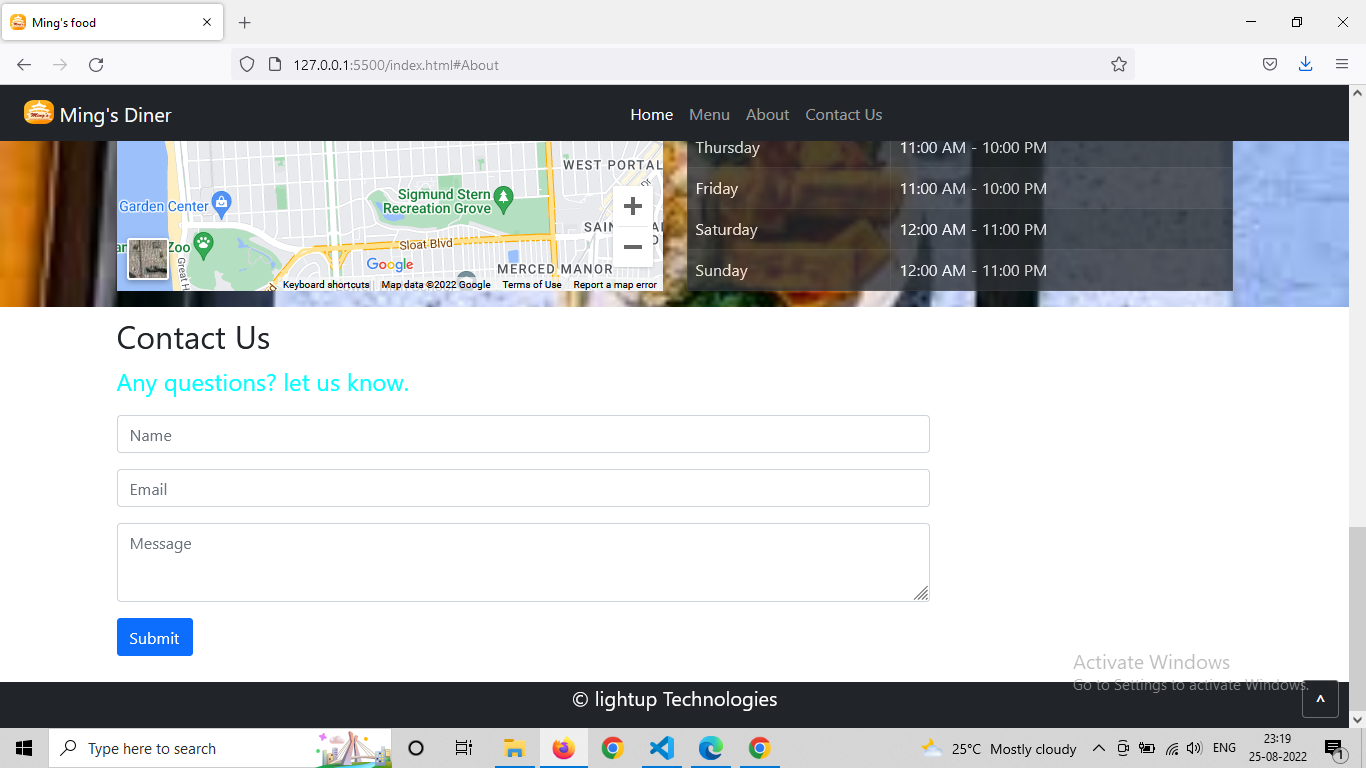 Ming's food
127.0.0.1:5500/index.html#About
Ming's
Ming's Diner
Home Menu About Contact Us
WEST PORTAL
Sigmund Stern
Recreation Grove
Garden Center
Zoo
Great H
Sloat Blvd
MERCED MANOR
Google
Keyboard shortcuts Map data ©2022 Google Terms of Use Report a map error
Thursday 11:00 AM - 10:00 PM
Friday 11:00 AM - 10:00 PM
Saturday 12:00 AM - 11:00 PM
Sunday 12:00 AM - 11:00 PM
Contact Us
Any questions? let us know.
Name
Email
Message
Submit
Activate Windows
Go to Settings to activate Windows.
© lightup Technologies
^
Type here to search
25°C Mostly cloudy
ENG
23:19
25-08-2022
1